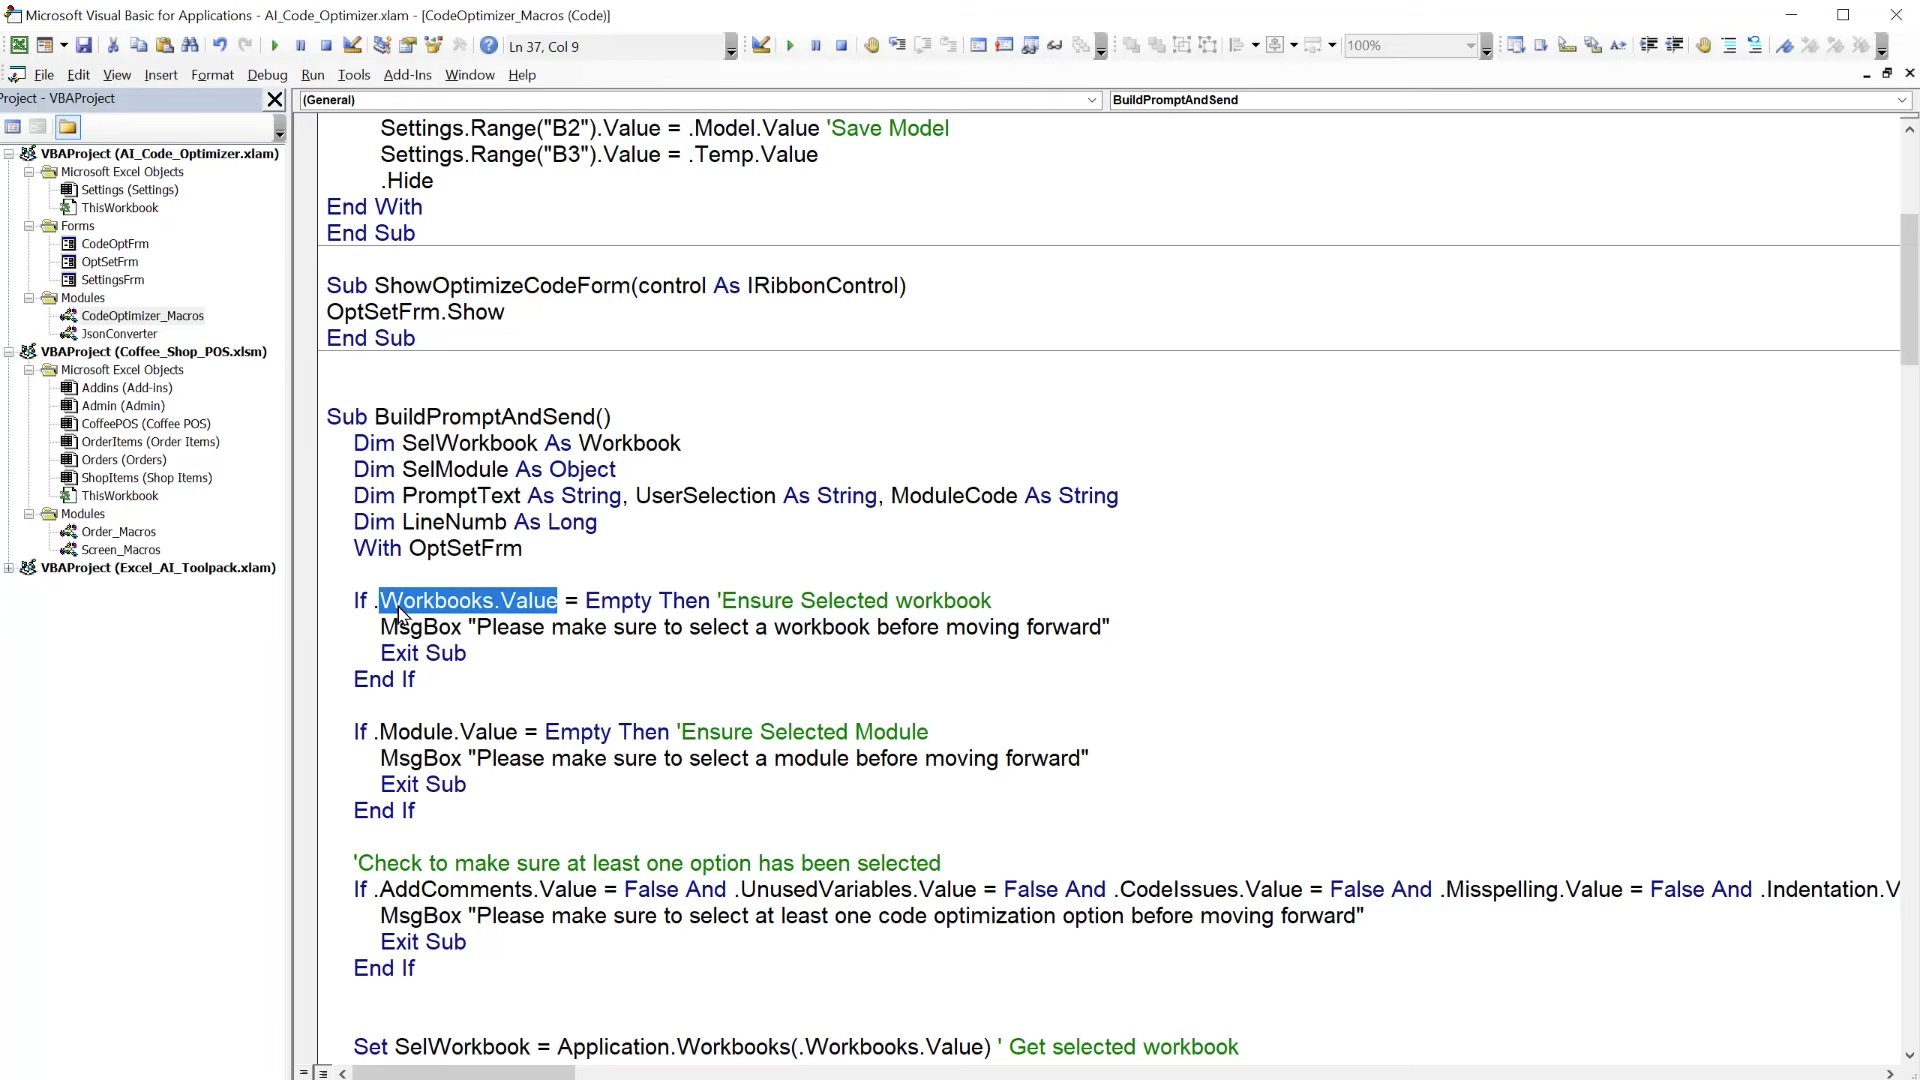 Microsoft Visual Basic for Applications - AI_Code_Optimizer.xlam - [CodeOptimizer_Macros (Code)]
Ln 37, Col 9
100%
File Edit View Insert Format Debug Run Tools Add-Ins Window Help
Project - VBAProject
(General)
BuildPromptAndSend
VBAProject (AI_Code_Optimizer.xlam)
Microsoft Excel Objects
Settings (Settings)
ThisWorkbook
Forms
CodeOptFrm
OptSetFrm
SettingsFrm
Modules
CodeOptimizer_Macros
JsonConverter
VBAProject (Coffee_Shop_POS.xlsm)
Microsoft Excel Objects
Addins (Add-ins)
Admin (Admin)
CoffeePOS (Coffee POS)
OrderItems (Order Items)
Orders (Orders)
ShopItems (Shop Items)
ThisWorkbook
Modules
Order_Macros
Screen_Macros
VBAProject (Excel_AI_Toolpack.xlam)
Settings.Range("B2").Value = .Model.Value 'Save Model
Settings.Range("B3").Value = .Temp.Value
.Hide
End With
End Sub
Sub ShowOptimizeCodeForm(control As IRibbonControl)
OptSetFrm.Show
End Sub
Sub BuildPromptAndSend()
Dim SelWorkbook As Workbook
Dim SelModule As Object
Dim PromptText As String, UserSelection As String, ModuleCode As String
Dim LineNumb As Long
With OptSetFrm
If .Workbooks.Value = Empty Then 'Ensure Selected workbook
MsgBox "Please make sure to select a workbook before moving forward"
Exit Sub
End If
If .Module.Value = Empty Then 'Ensure Selected Module
MsgBox "Please make sure to select a module before moving forward"
Exit Sub
End If
'Check to make sure at least one option has been selected
If .AddComments.Value = False And .UnusedVariables.Value = False And .CodeIssues.Value = False And .Misspelling.Value = False And .Indentation.V
MsgBox "Please make sure to select at least one code optimization option before moving forward"
Exit Sub
End If
Set SelWorkbook = Application.Workbooks(.Workbooks.Value) ' Get selected workbook